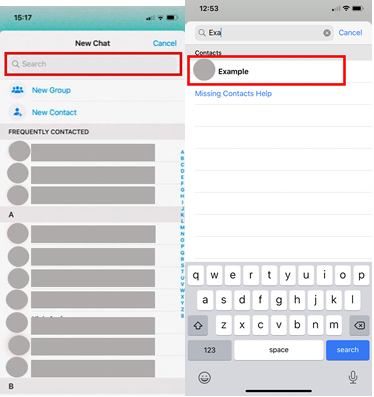 15:17
New Chat
Cancel
Search
New Group
New Contact
FREQUENTLY CONTACTED
A
A
B
C
D
E
F
G
H
I
J
K
L
M
N
O
P
Q
R
S
T
U
V
W
X
Y
Z
B
12:53
Exa
Cancel
Contacts
Example
Missing Contacts Help
q w e r t y u i o p
a s d f g h j k l
z x c v b n m
123 space search